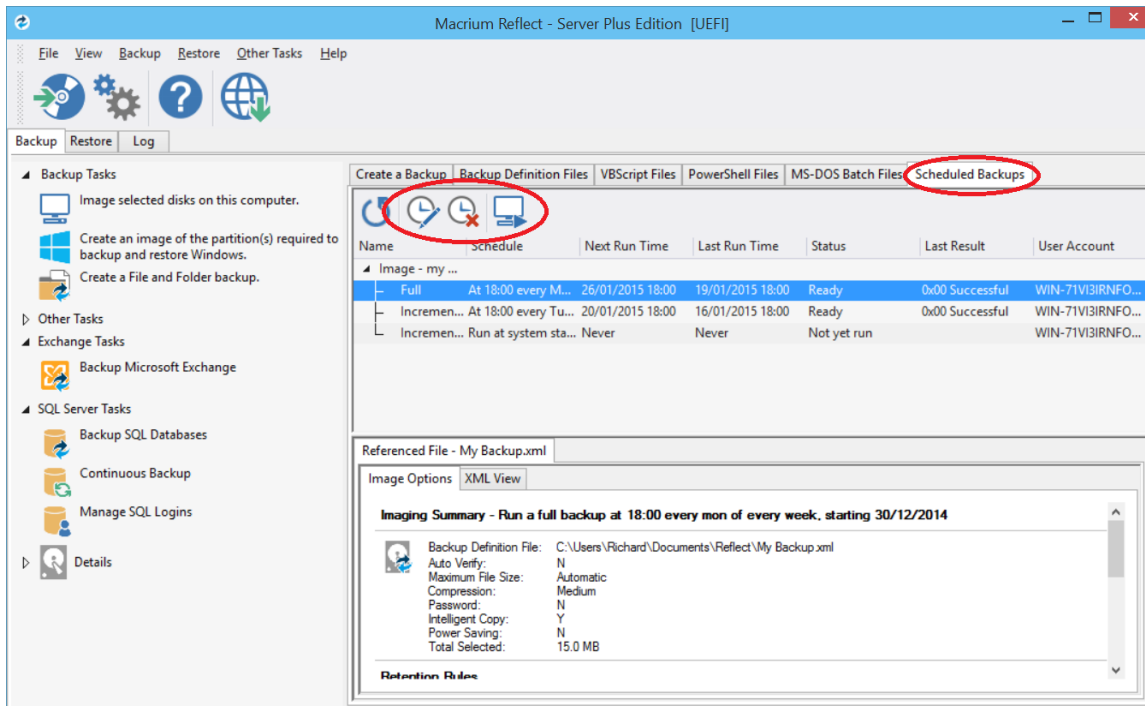 Macrium Reflect - Server Plus Edition [UEFI]
File View Backup Restore Other Tasks Help
Backup Restore Log
Backup Tasks
Image selected disks on this computer.
Create an image of the partition(s) required to
backup and restore Windows.
Create a File and Folder backup.
Other Tasks
Exchange Tasks
Backup Microsoft Exchange
SQL Server Tasks
Backup SQL Databases
Continuous Backup
Manage SQL Logins
Details
Create a Backup Backup Definition Files VBScript Files PowerShell Files MS-DOS Batch Files Scheduled Backups
Name Schedule Next Run Time Last Run Time Status Last Result User Account
Image - my ...
Full At 18:00 every M... 26/01/2015 18:00 19/01/2015 18:00 Ready 0x00 Successful WIN-71VI3IRNFO...
Incremen... At 18:00 every Tu... 20/01/2015 18:00 16/01/2015 18:00 Ready 0x00 Successful WIN-71VI3IRNFO...
Incremen... Run at system sta... Never Never Not yet run WIN-71VI3IRNFO...
Referenced File - My Backup.xml
Image Options XML View
Imaging Summary - Run a full backup at 18:00 every mon of every week, starting 30/12/2014
Backup Definition File: C:\Users\Richard\Documents\Reflect\My Backup.xml
Auto Verify: N
Maximum File Size: Automatic
Compression: Medium
Password: N
Intelligent Copy: Y
Power Saving: N
Total Selected: 15.0 MB
Retention Rules